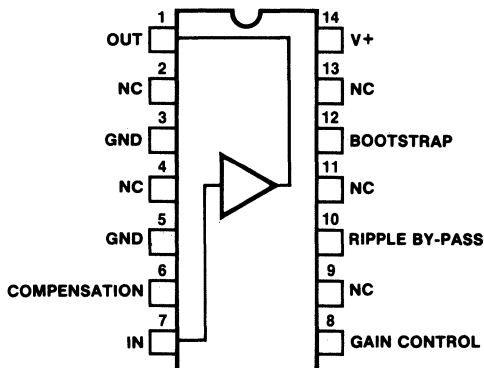 1 14
OUT V+
2 13
NC NC
3 12
GND BOOTSTRAP
4 11
NC NC
5 10
GND RIPPLE BY-PASS
6 9
COMPENSATION NC
7 8
IN GAIN CONTROL